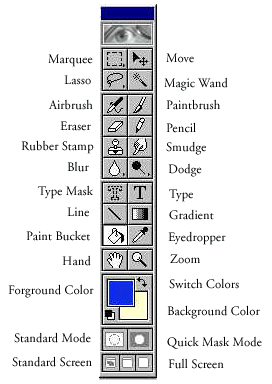 Marquee Move
Lasso Magic Wand
Airbrush Paintbrush
Eraser Pencil
Rubber Stamp Smudge
Blur Dodge
Type Mask T T Type
Line Gradient
Paint Bucket Eyedropper
Hand Zoom
Forground Color Switch Colors
Background Color
Standard Mode Quick Mask Mode
Standard Screen Full Screen